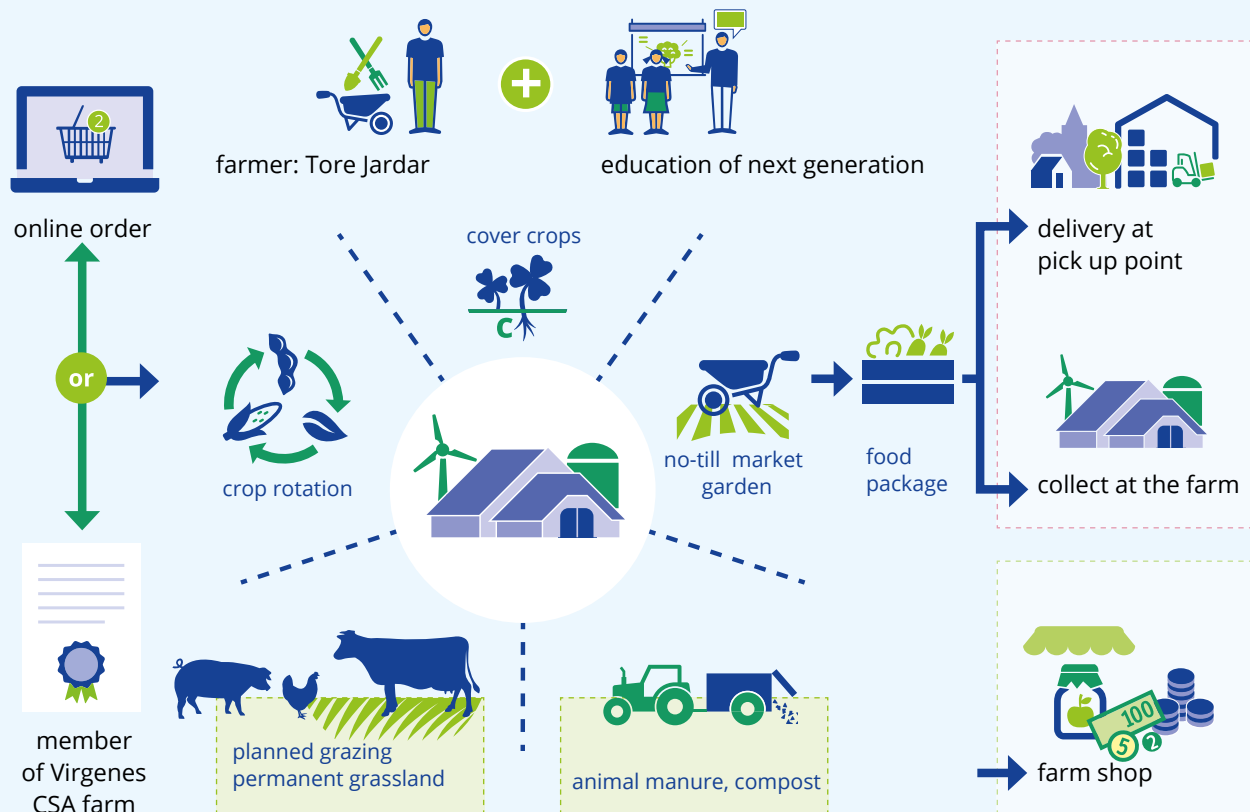 2
online order
or
member
of Virgenes
CSA farm
farmer: Tore Jardar
education of next generation
cover crops
C
crop rotation
no-till market
garden
food
package
planned grazing
permanent grassland
animal manure, compost
delivery at
pick up point
collect at the farm
100
5
2
farm shop